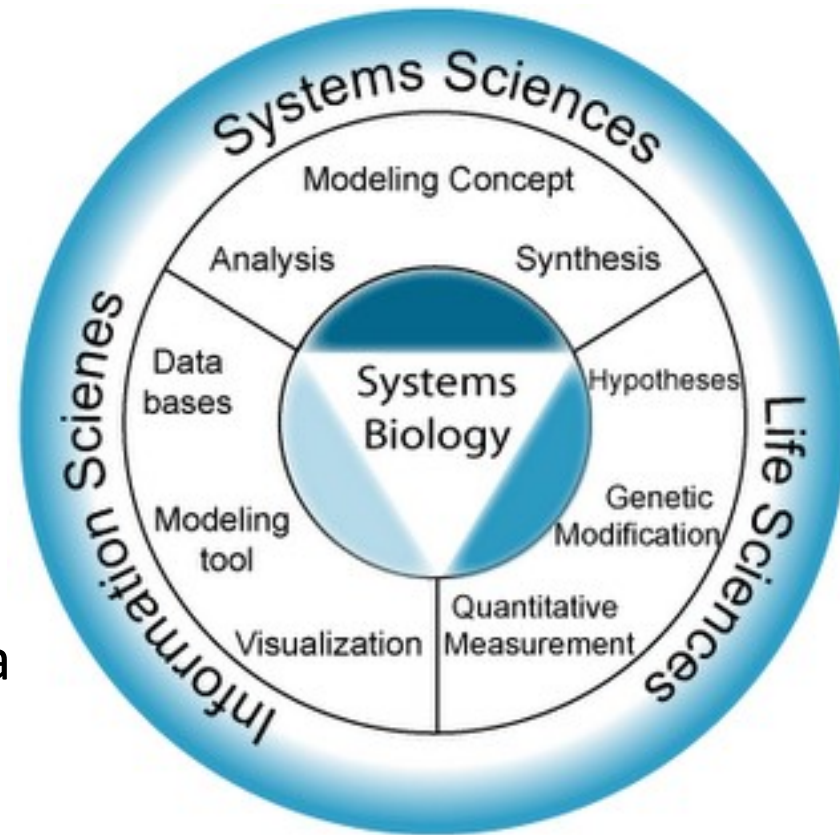 Systems Sciences
Modeling Concept
Analysis
Synthesis
Information Scienes
Data
bases
Modeling
tool
Visualization
Systems
Biology
Life Sciences
Hypotheses
Genetic
Modification
Quantitative
Measurement
a